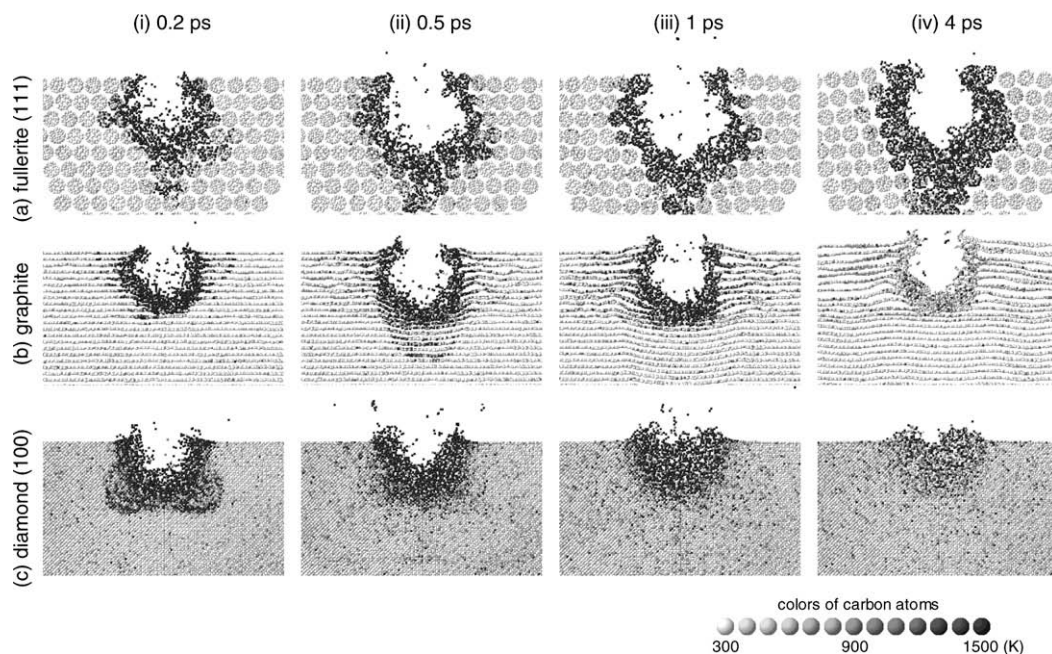 (i) 0.2 ps
(ii) 0.5 ps
(iii) 1 ps
(iv) 4 ps
(a) fullerite (111)
(b) graphite
(c) diamond (100)
colors of carbon atoms
300 900 1500 (K)